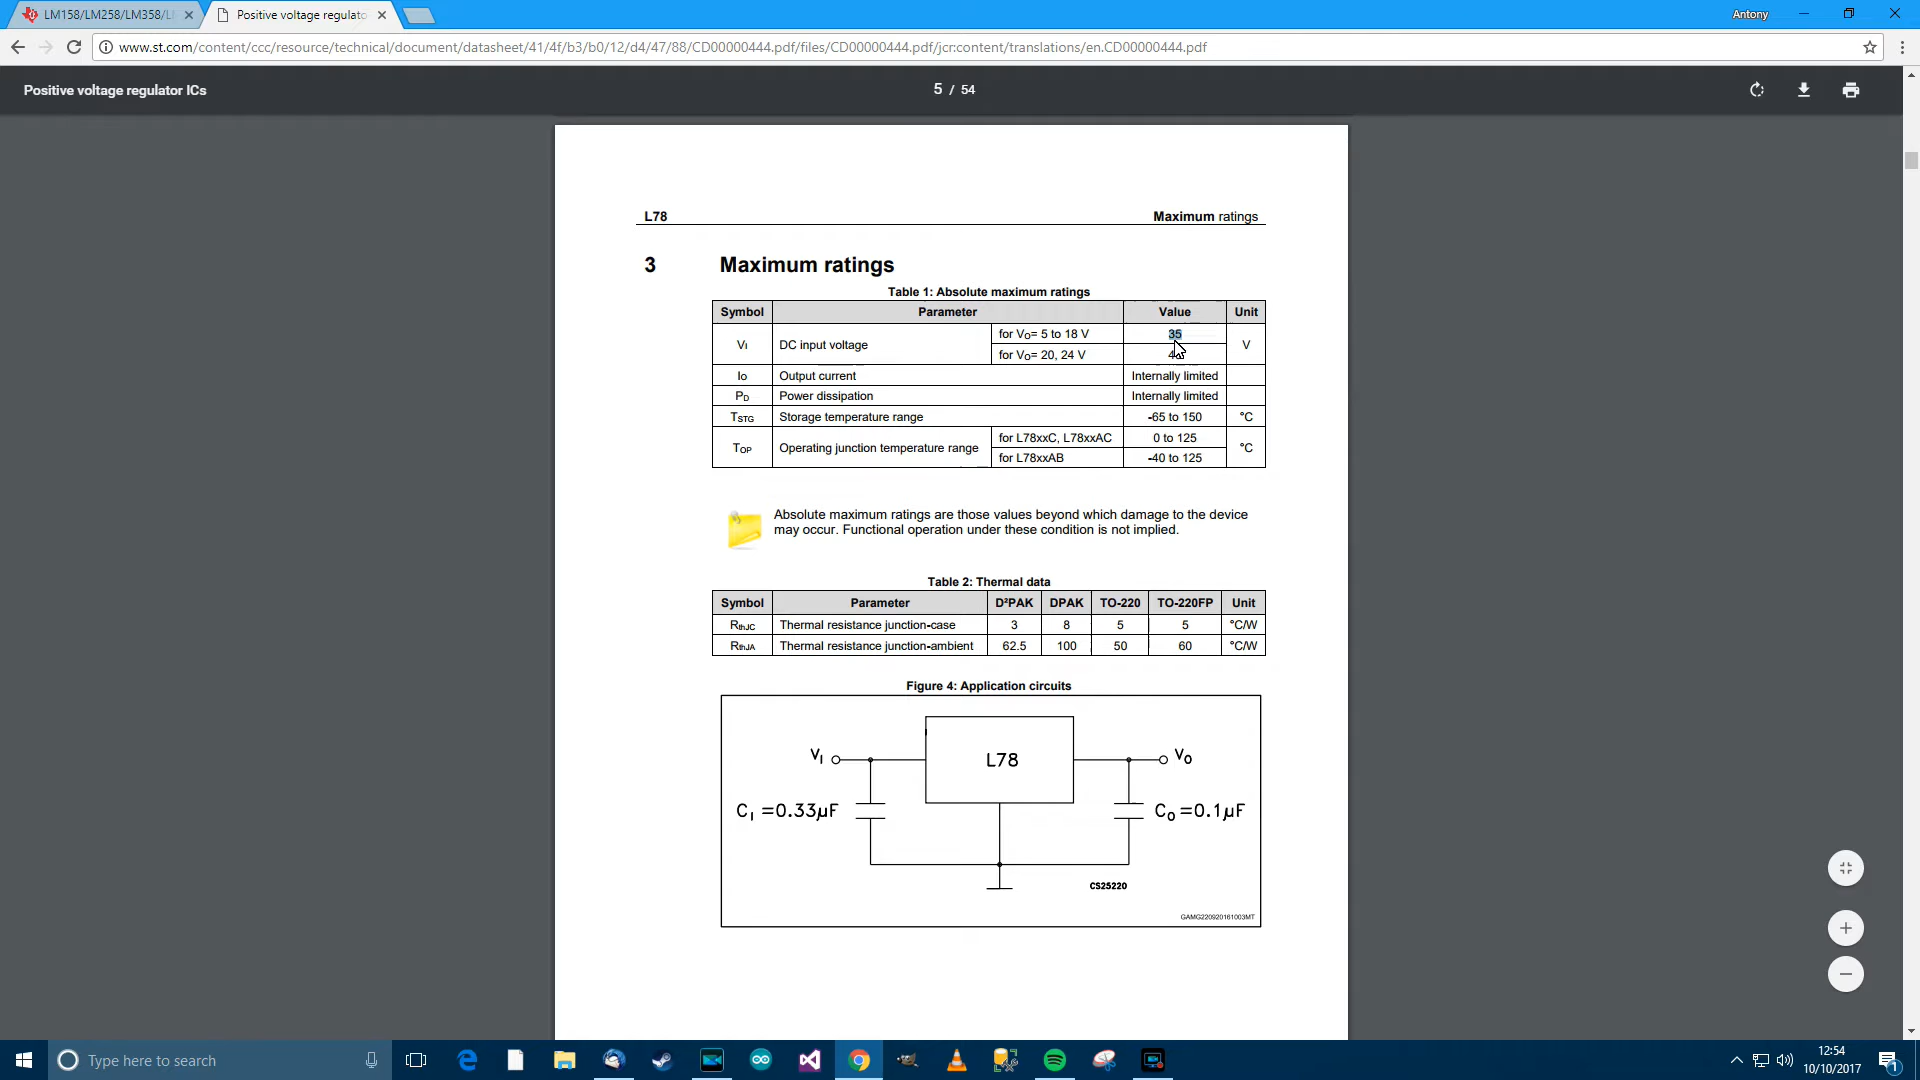 LM158/LM258/LM358/L
Positive voltage regulato
Antony
www.st.com/content/ccc/resource/technical/document/datasheet/41/4f/b3/b0/12/d4/47/88/CD00000444.pdf/files/CD00000444.pdf/jcr:content/translations/en.CD00000444.pdf
Positive voltage regulator ICs
5 / 54
L78 Maximum ratings
3 Maximum ratings
Table 1: Absolute maximum ratings
Symbol Parameter Value Unit
VI DC input voltage for VO= 5 to 18 V 35 V
for VO= 20, 24 V
IO Output current Internally limited
PD Power dissipation Internally limited
TSTG Storage temperature range -65 to 150 °C
TOP Operating junction temperature range for L78xxC, L78xxAC 0 to 125 °C
for L78xxAB -40 to 125
Absolute maximum ratings are those values beyond which damage to the device
may occur. Functional operation under these condition is not implied.
Table 2: Thermal data
Symbol Parameter D²PAK DPAK TO-220 TO-220FP Unit
RthJC Thermal resistance junction-case 3 8 5 5 °C/W
RthJA Thermal resistance junction-ambient 62.5 100 50 60 °C/W
Figure 4: Application circuits
VI L78 VO
CI =0.33µF CO =0.1µF
CS25220
GAMG220920161003MT
Type here to search
12:54
10/10/2017
1